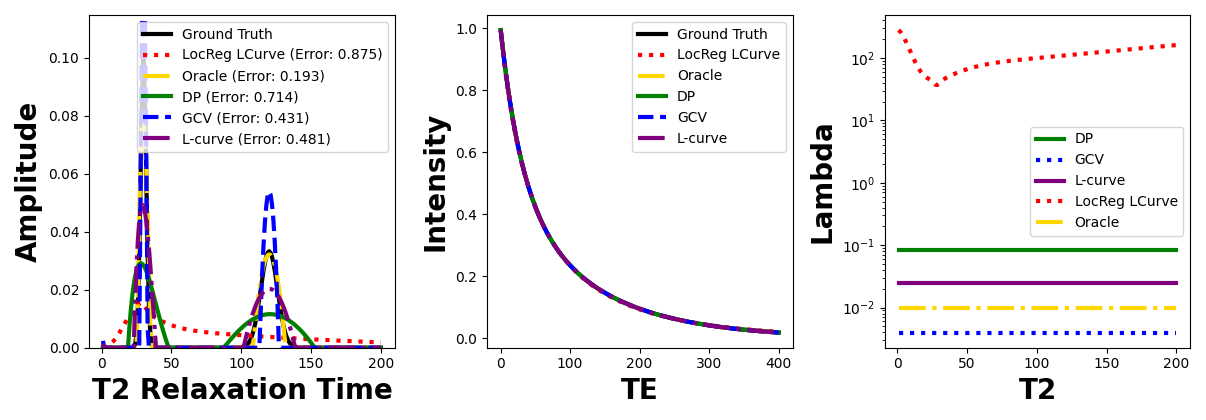 Amplitude
0.10
0.08
0.06
0.04
0.02
0.00
Ground Truth
LocReg LCurve (Error: 0.875)
Oracle (Error: 0.193)
DP (Error: 0.714)
GCV (Error: 0.431)
L-curve (Error: 0.481)
0 50 100 150 200
T2 Relaxation Time
Intensity
1.0
0.8
0.6
0.4
0.2
0.0
Ground Truth
LocReg LCurve
Oracle
DP
GCV
L-curve
0 100 200 300 400
TE
Lambda
10²
10¹
10⁰
10⁻¹
10⁻²
DP
GCV
L-curve
LocReg LCurve
Oracle
0 50 100 150 200
T2